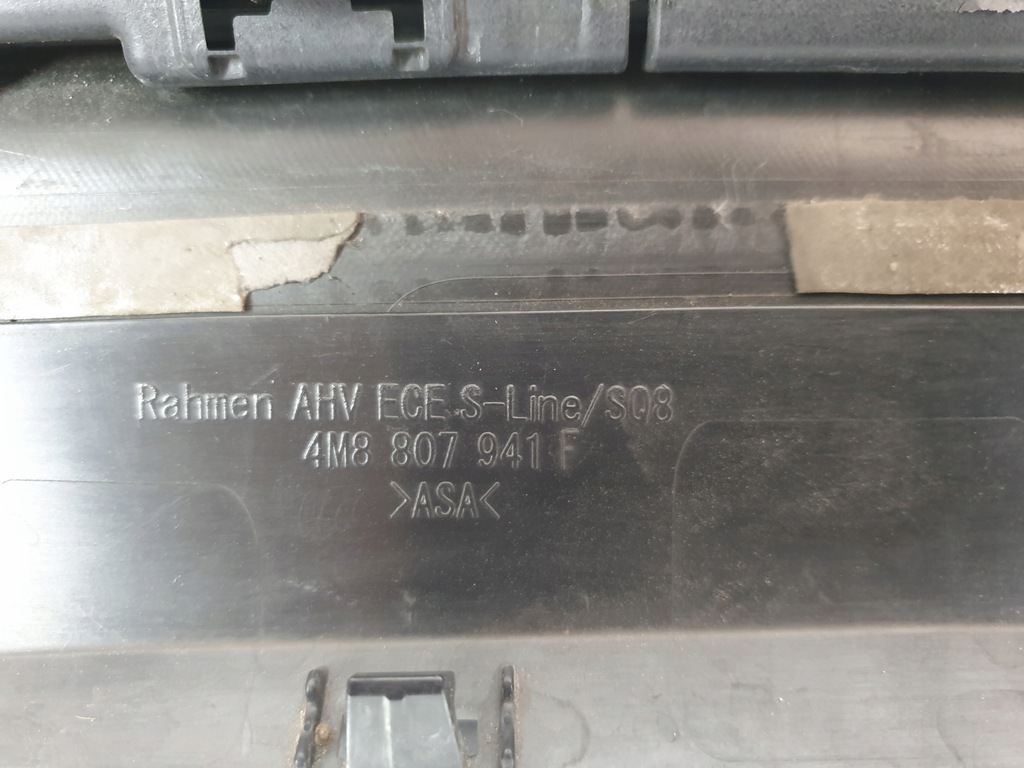 Rahmen AHV ECE S-Line/SQ8
4M8 807 941 F
>ASA<